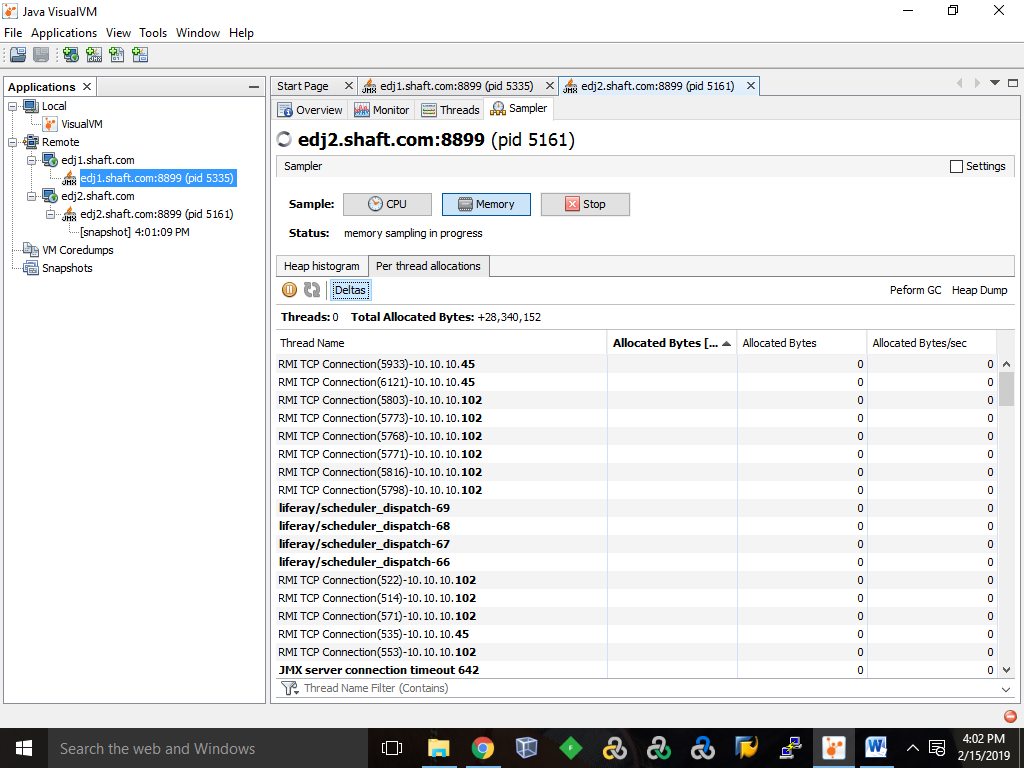 Java VisualVM
File Applications View Tools Window Help
Applications
Local
VisualVM
Remote
edj1.shaft.com
JMX edj1.shaft.com:8899 (pid 5335)
edj2.shaft.com
JMX edj2.shaft.com:8899 (pid 5161)
[snapshot] 4:01:09 PM
VM Coredumps
Snapshots
Start Page JMX edj1.shaft.com:8899 (pid 5335) JMX edj2.shaft.com:8899 (pid 5161)
Overview Monitor Threads Sampler
edj2.shaft.com:8899 (pid 5161)
Sampler Settings
Sample: CPU Memory Stop
Status: memory sampling in progress
Heap histogram Per thread allocations
Deltas Peform GC Heap Dump
Threads: 0 Total Allocated Bytes: +28,340,152
Thread Name Allocated Bytes [... Allocated Bytes Allocated Bytes/sec
RMI TCP Connection(5933)-10.10.10.45 0 0
RMI TCP Connection(6121)-10.10.10.45 0 0
RMI TCP Connection(5803)-10.10.10.102 0 0
RMI TCP Connection(5773)-10.10.10.102 0 0
RMI TCP Connection(5768)-10.10.10.102 0 0
RMI TCP Connection(5771)-10.10.10.102 0 0
RMI TCP Connection(5816)-10.10.10.102 0 0
RMI TCP Connection(5798)-10.10.10.102 0 0
liferay/scheduler_dispatch-69 0 0
liferay/scheduler_dispatch-68 0 0
liferay/scheduler_dispatch-67 0 0
liferay/scheduler_dispatch-66 0 0
RMI TCP Connection(522)-10.10.10.102 0 0
RMI TCP Connection(514)-10.10.10.102 0 0
RMI TCP Connection(571)-10.10.10.102 0 0
RMI TCP Connection(535)-10.10.10.45 0 0
RMI TCP Connection(553)-10.10.10.102 0 0
JMX server connection timeout 642 0 0
Thread Name Filter (Contains)
Search the web and Windows
4:02 PM
2/15/2019